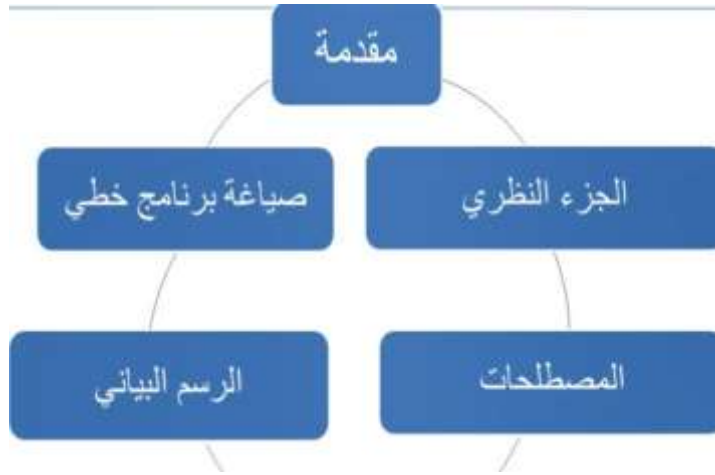 مقدمة
الجزء النظري
صياغة برنامج خطي
المصطلحات
الرسم البياني